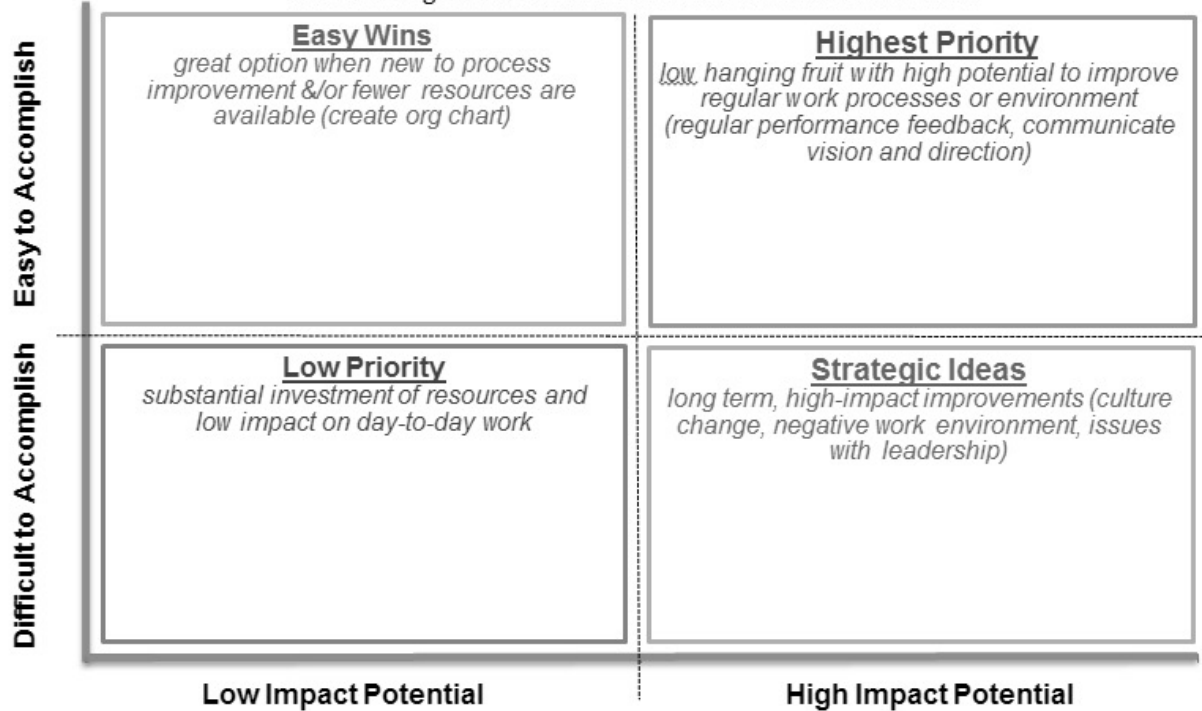 Easy Wins
great option when new to process
improvement &/or fewer resources are
available (create org chart)
Highest Priority
low hanging fruit with high potential to improve
regular work processes or environment
(regular performance feedback, communicate
vision and direction)
Easy to Accomplish
Low Priority
substantial investment of resources and
low impact on day-to-day work
Strategic Ideas
long term, high-impact improvements (culture
change, negative work environment, issues
with leadership)
Difficult to Accomplish
Low Impact Potential
High Impact Potential